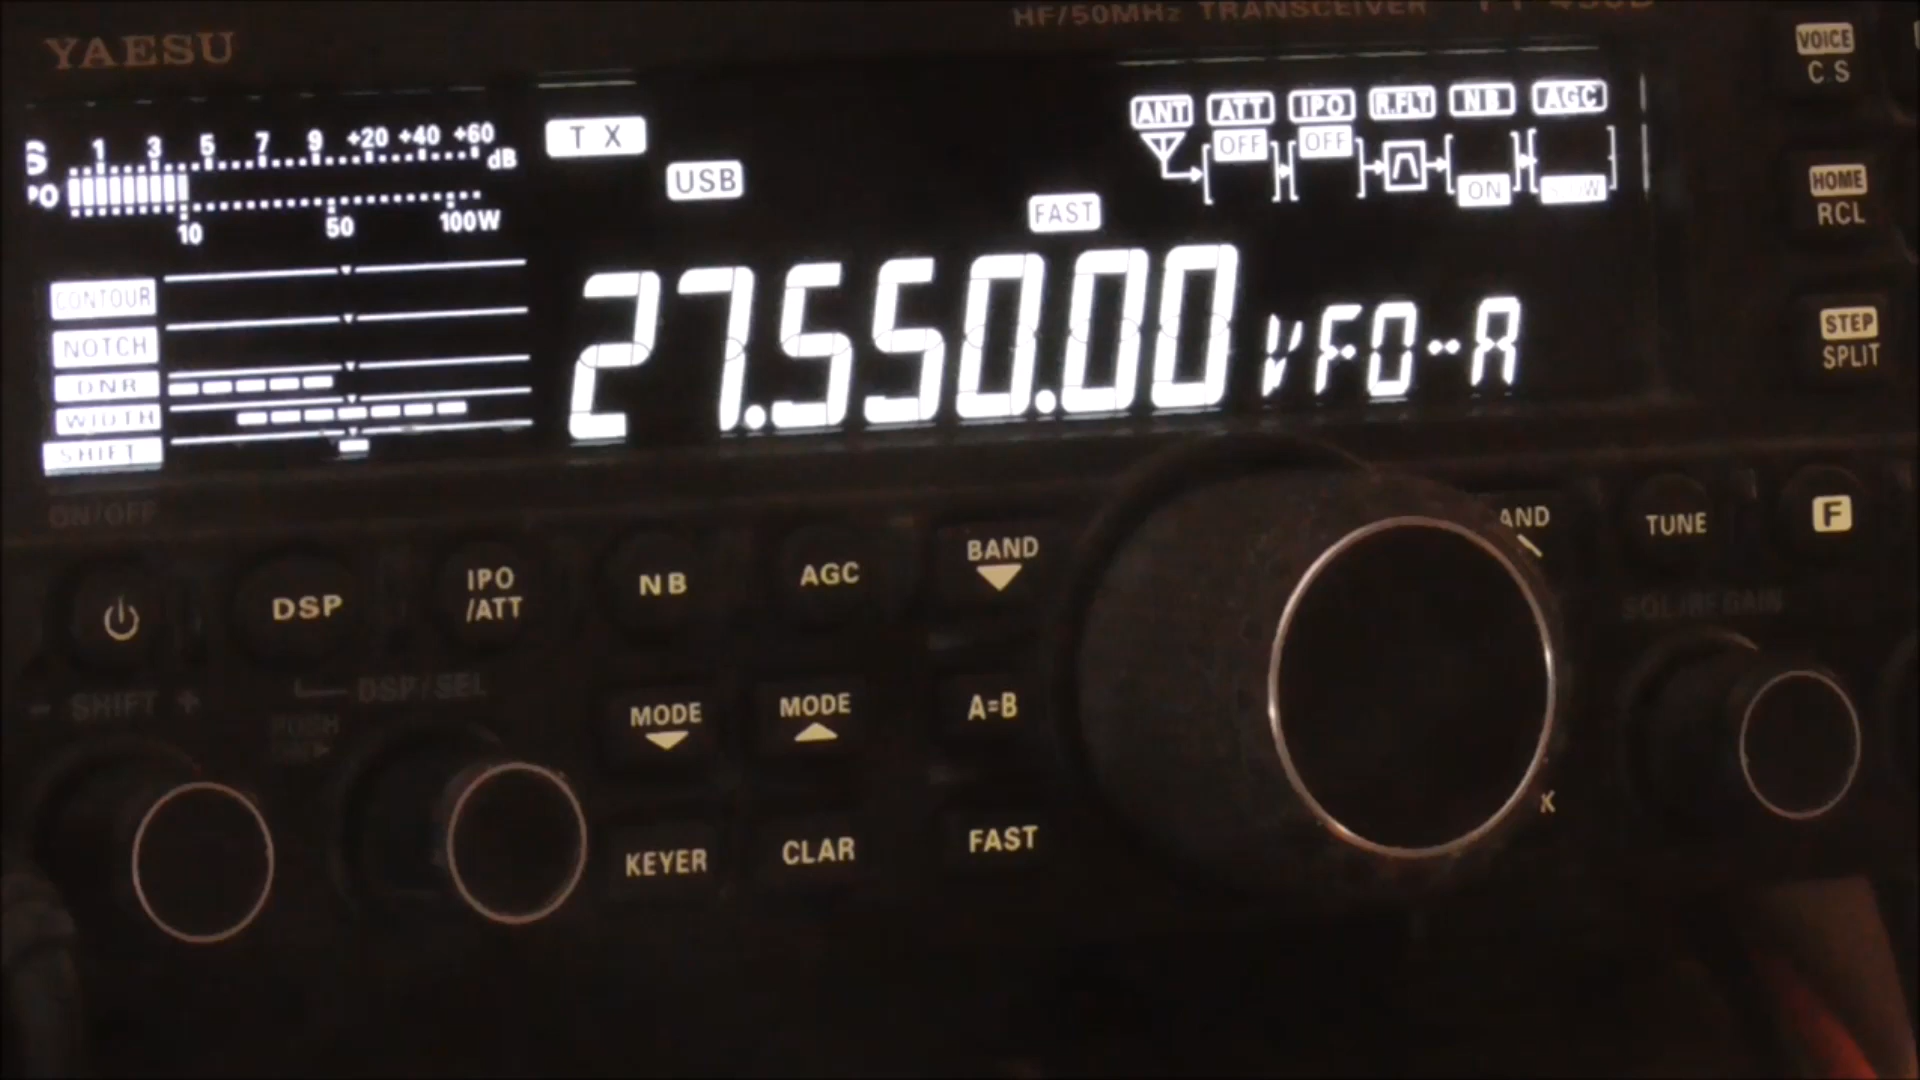 HF/50MHz TRANSCEIVER
YAESU
VOICE
C.S
S 1 3 5 7 9 +20 +40 +60 dB
PO
10 50 100W
TX
USB
FAST
ANT ATT IPO R.FLT NB AGC
OFF OFF
ON SLOW
HOME
RCL
CONTOUR
NOTCH
DNR
WIDTH
SHIFT
27.550.00 VFO--A
STEP
SPLIT
ON/OFF
DSP
IPO
/ATT
NB
AGC
BAND
TUNE
F
SQL/RF GAIN
- SHIFT +
DSP/SEL
MODE
MODE
A=B
KEYER
CLAR
FAST